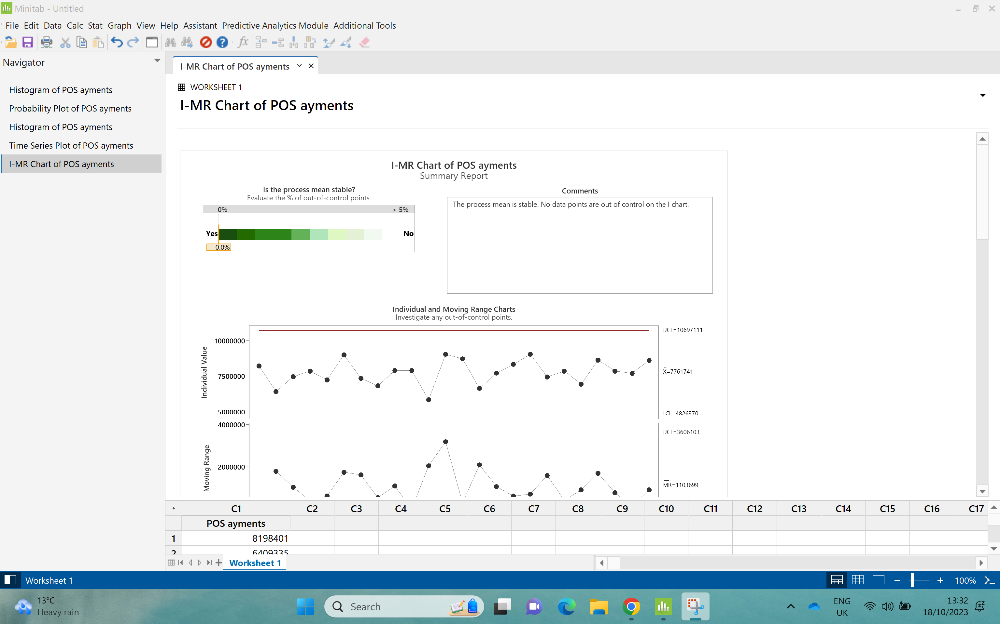 Minitab - Untitled
File Edit Data Calc Stat Graph View Help Assistant Predictive Analytics Module Additional Tools
Navigator
Histogram of POS ayments
Probability Plot of POS ayments
Histogram of POS ayments
Time Series Plot of POS ayments
I-MR Chart of POS ayments
I-MR Chart of POS ayments
WORKSHEET 1
I-MR Chart of POS ayments
I-MR Chart of POS ayments
Summary Report
Is the process mean stable?
Evaluate the % of out-of-control points.
0% > 5%
Yes No
0.0%
Comments
The process mean is stable. No data points are out of control on the I chart.
Individual and Moving Range Charts
Investigate any out-of-control points.
Individual Value
10000000
7500000
5000000
UCL=10697111
X=7761741
LCL=4826370
Moving Range
4000000
2000000
UCL=3606103
MR=1103699
C1 C2 C3 C4 C5 C6 C7 C8 C9 C10 C11 C12 C13 C14 C15 C16 C17
POS ayments
1 8198401
2 6409335
Worksheet 1
Worksheet 1
100%
13°C
Heavy rain
Search
ENG
UK
13:32
18/10/2023